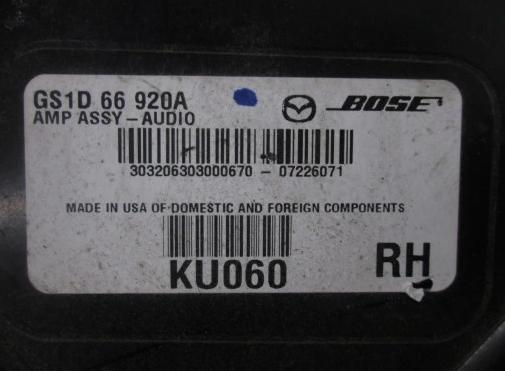 GS1D 66 920A
BOSE
AMP ASSY - AUDIO
303206303000670 - 07226071
MADE IN USA OF DOMESTIC AND FOREIGN COMPONENTS
KU060
RH